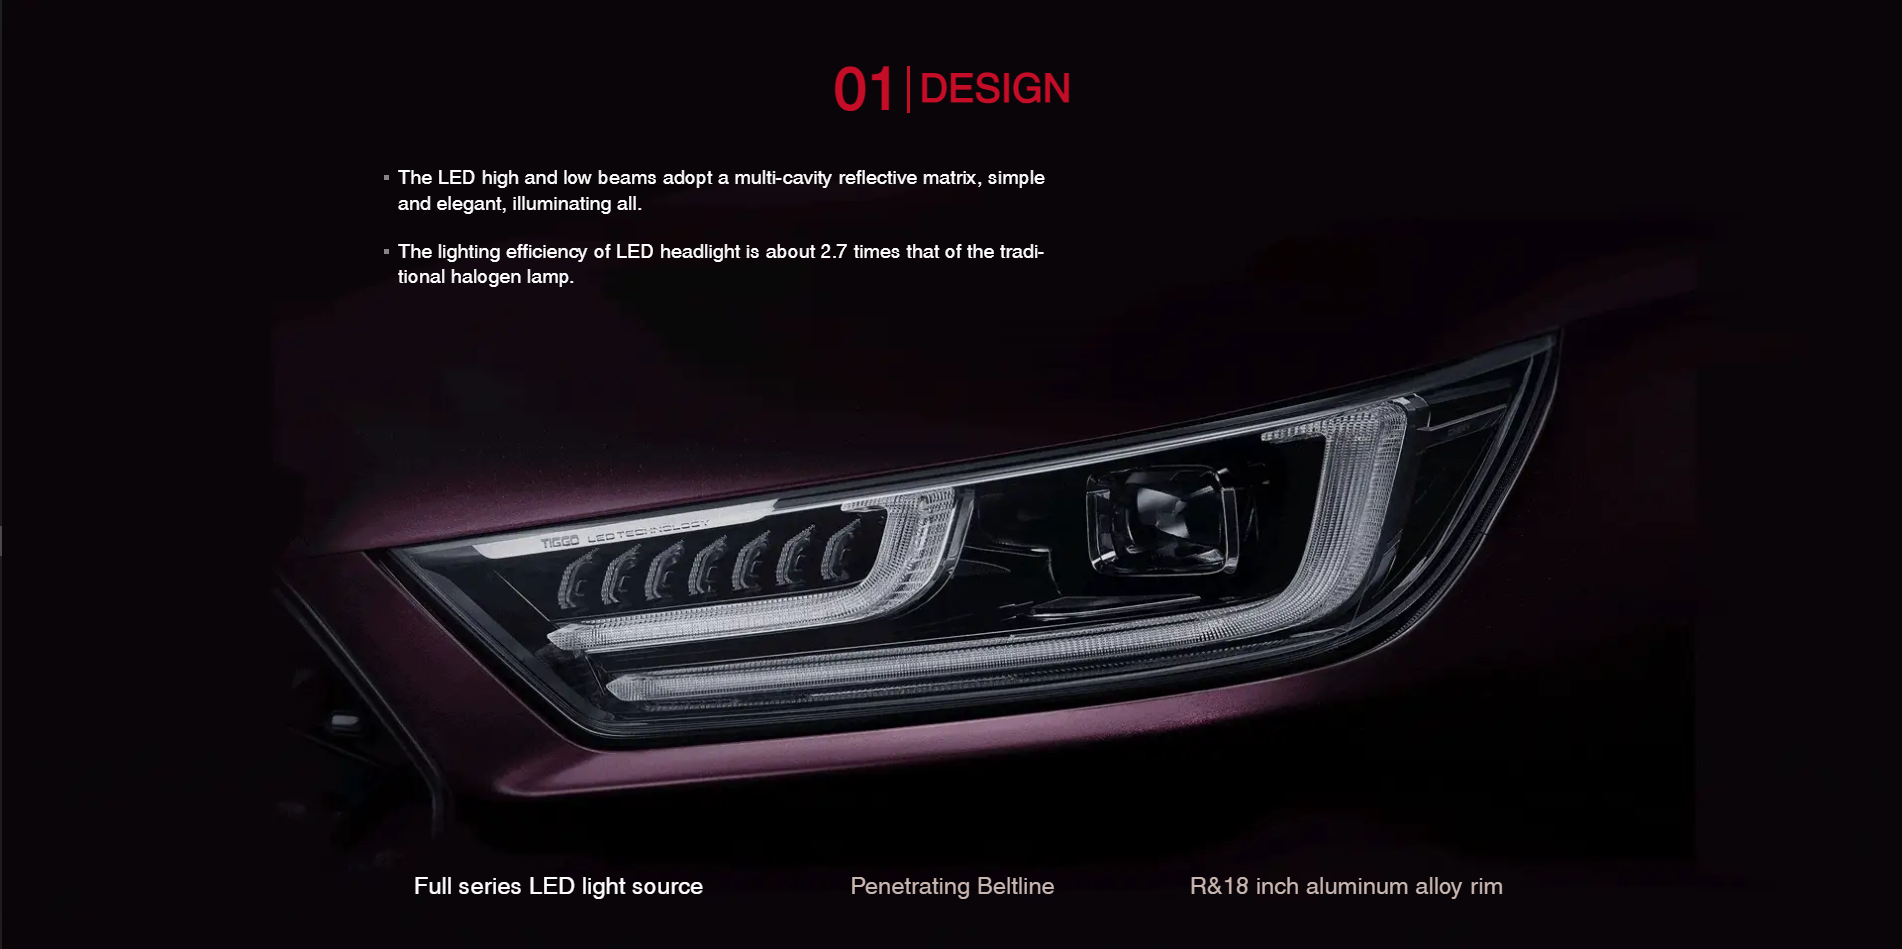 01 | DESIGN
▪ The LED high and low beams adopt a multi-cavity reflective matrix, simple
and elegant, illuminating all.
▪ The lighting efficiency of LED headlight is about 2.7 times that of the tradi-
tional halogen lamp.
TIGGO LED TECHNOLOGY
Full series LED light source
Penetrating Beltline
R&18 inch aluminum alloy rim